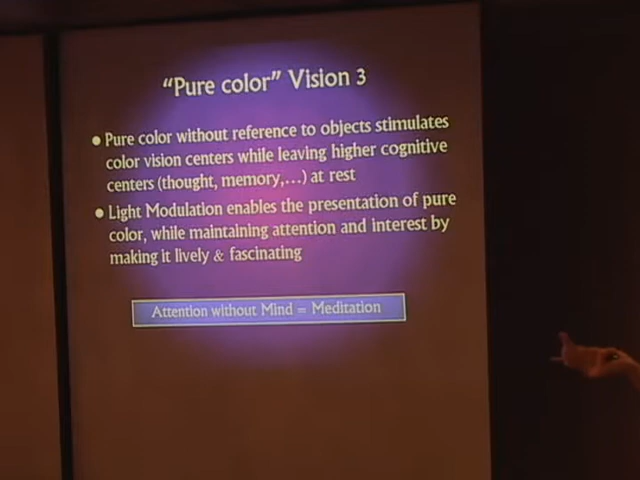 “Pure color” Vision 3
● Pure color without reference to objects stimulates
color vision centers while leaving higher cognitive
centers (thought, memory,...) at rest
● Light Modulation enables the presentation of pure
color, while maintaining attention and interest by
making it lively & fascinating
Attention without Mind = Meditation